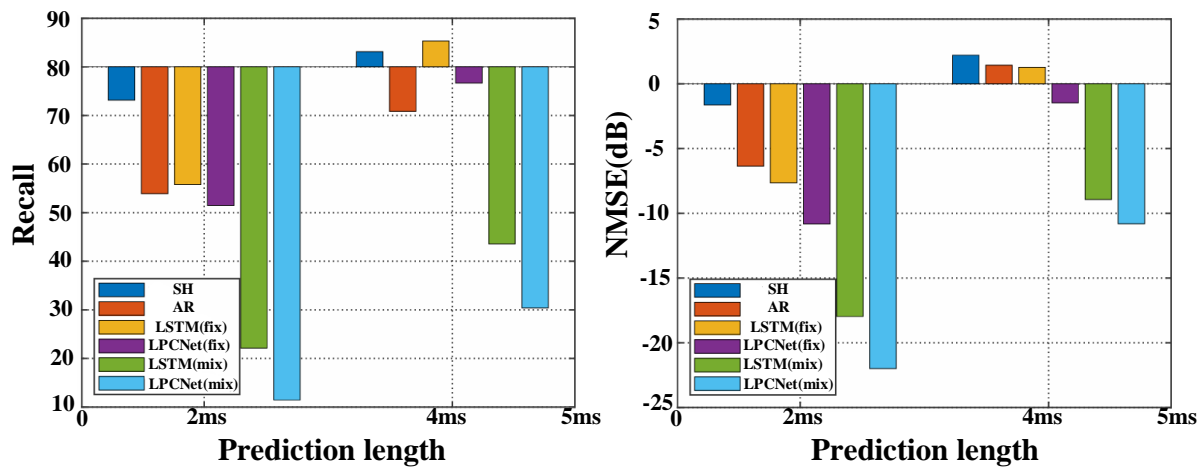 90
80
70
60
50
40
30
20
10
Recall
SH
AR
LSTM(fix)
LPCNet(fix)
LSTM(mix)
LPCNet(mix)
0
2ms
4ms
5ms
Prediction length
5
0
-5
-10
-15
-20
-25
NMSE(dB)
SH
AR
LSTM(fix)
LPCNet(fix)
LSTM(mix)
LPCNet(mix)
0
2ms
4ms
5ms
Prediction length